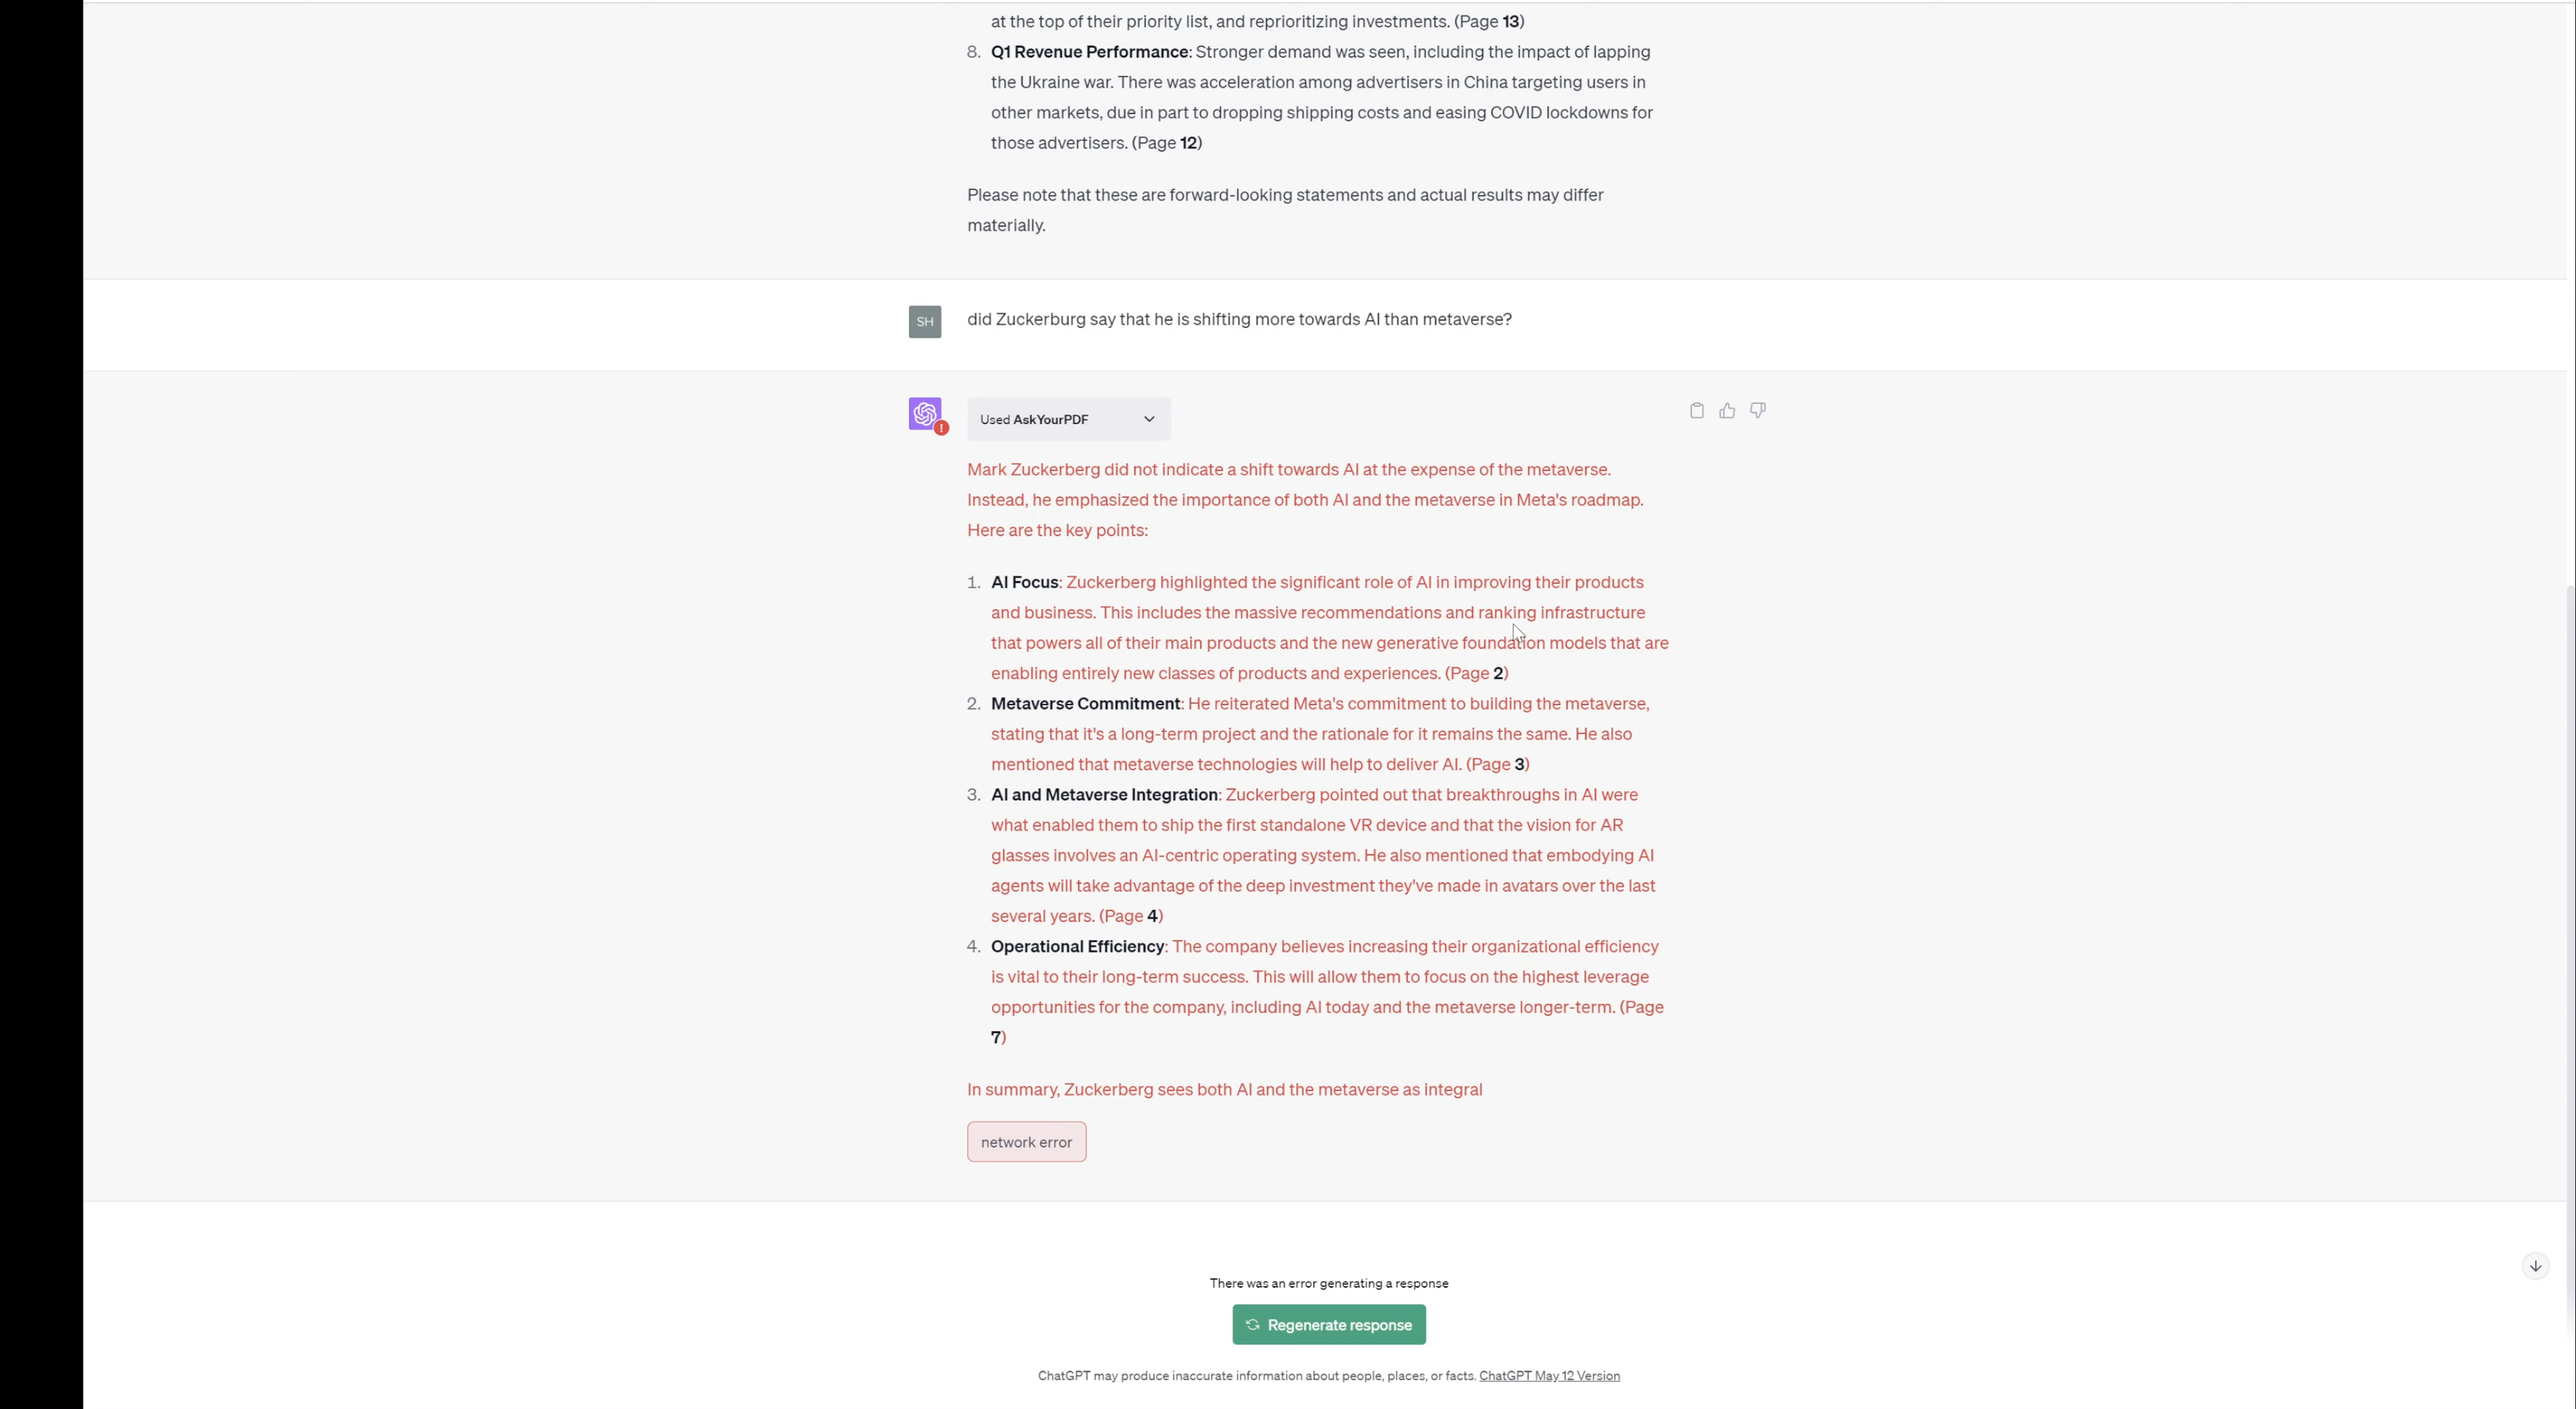 at the top of their priority list, and reprioritizing investments. (Page 13)
8. Q1 Revenue Performance: Stronger demand was seen, including the impact of lapping
the Ukraine war. There was acceleration among advertisers in China targeting users in
other markets, due in part to dropping shipping costs and easing COVID lockdowns for
those advertisers. (Page 12)
Please note that these are forward-looking statements and actual results may differ
materially.
SH
did Zuckerburg say that he is shifting more towards AI than metaverse?
!
Used AskYourPDF
Mark Zuckerberg did not indicate a shift towards AI at the expense of the metaverse.
Instead, he emphasized the importance of both AI and the metaverse in Meta's roadmap.
Here are the key points:
1. AI Focus: Zuckerberg highlighted the significant role of AI in improving their products
and business. This includes the massive recommendations and ranking infrastructure
that powers all of their main products and the new generative foundation models that are
enabling entirely new classes of products and experiences. (Page 2)
2. Metaverse Commitment: He reiterated Meta's commitment to building the metaverse,
stating that it's a long-term project and the rationale for it remains the same. He also
mentioned that metaverse technologies will help to deliver AI. (Page 3)
3. AI and Metaverse Integration: Zuckerberg pointed out that breakthroughs in AI were
what enabled them to ship the first standalone VR device and that the vision for AR
glasses involves an AI-centric operating system. He also mentioned that embodying AI
agents will take advantage of the deep investment they've made in avatars over the last
several years. (Page 4)
4. Operational Efficiency: The company believes increasing their organizational efficiency
is vital to their long-term success. This will allow them to focus on the highest leverage
opportunities for the company, including AI today and the metaverse longer-term. (Page
7)
In summary, Zuckerberg sees both AI and the metaverse as integral
network error
There was an error generating a response
Regenerate response
ChatGPT may produce inaccurate information about people, places, or facts. ChatGPT May 12 Version